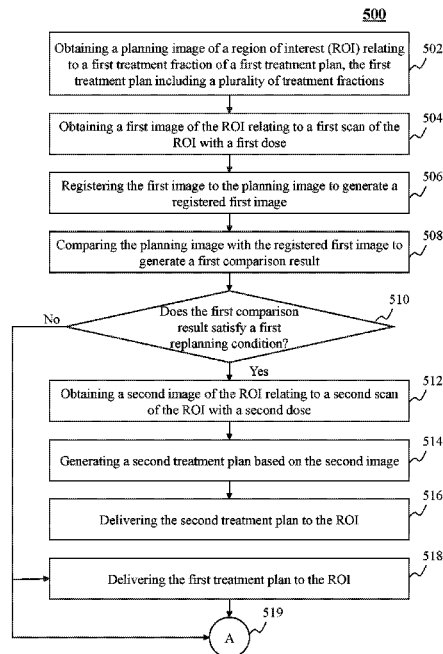 500
Obtaining a planning image of a region of interest (ROI) relating
to a first treatment fraction of a first treatment plan, the first
treatment plan including a plurality of treatment fractions
502
Obtaining a first image of the ROI relating to a first scan of the
ROI with a first dose
504
Registering the first image to the planning image to generate a
registered first image
506
Comparing the planning image with the registered first image to
generate a first comparison result
508
Does the first comparison
result satisfy a first
replanning condition?
510
No
Yes
Obtaining a second image of the ROI relating to a second scan
of the ROI with a second dose
512
Generating a second treatment plan based on the second image
514
Delivering the second treatment plan to the ROI
516
Delivering the first treatment plan to the ROI
518
A
519